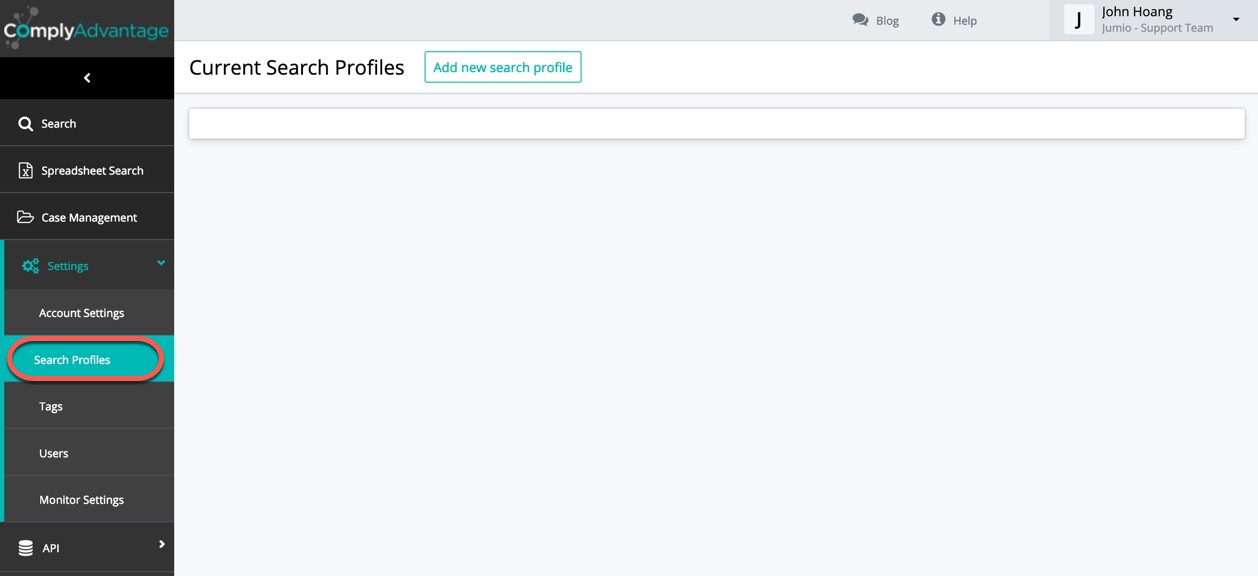 ComplyAdvantage
Blog
Help
J
John Hoang
Jumio - Support Team
Current Search Profiles
Add new search profile
Search
Spreadsheet Search
Case Management
Settings
Account Settings
Search Profiles
Tags
Users
Monitor Settings
API